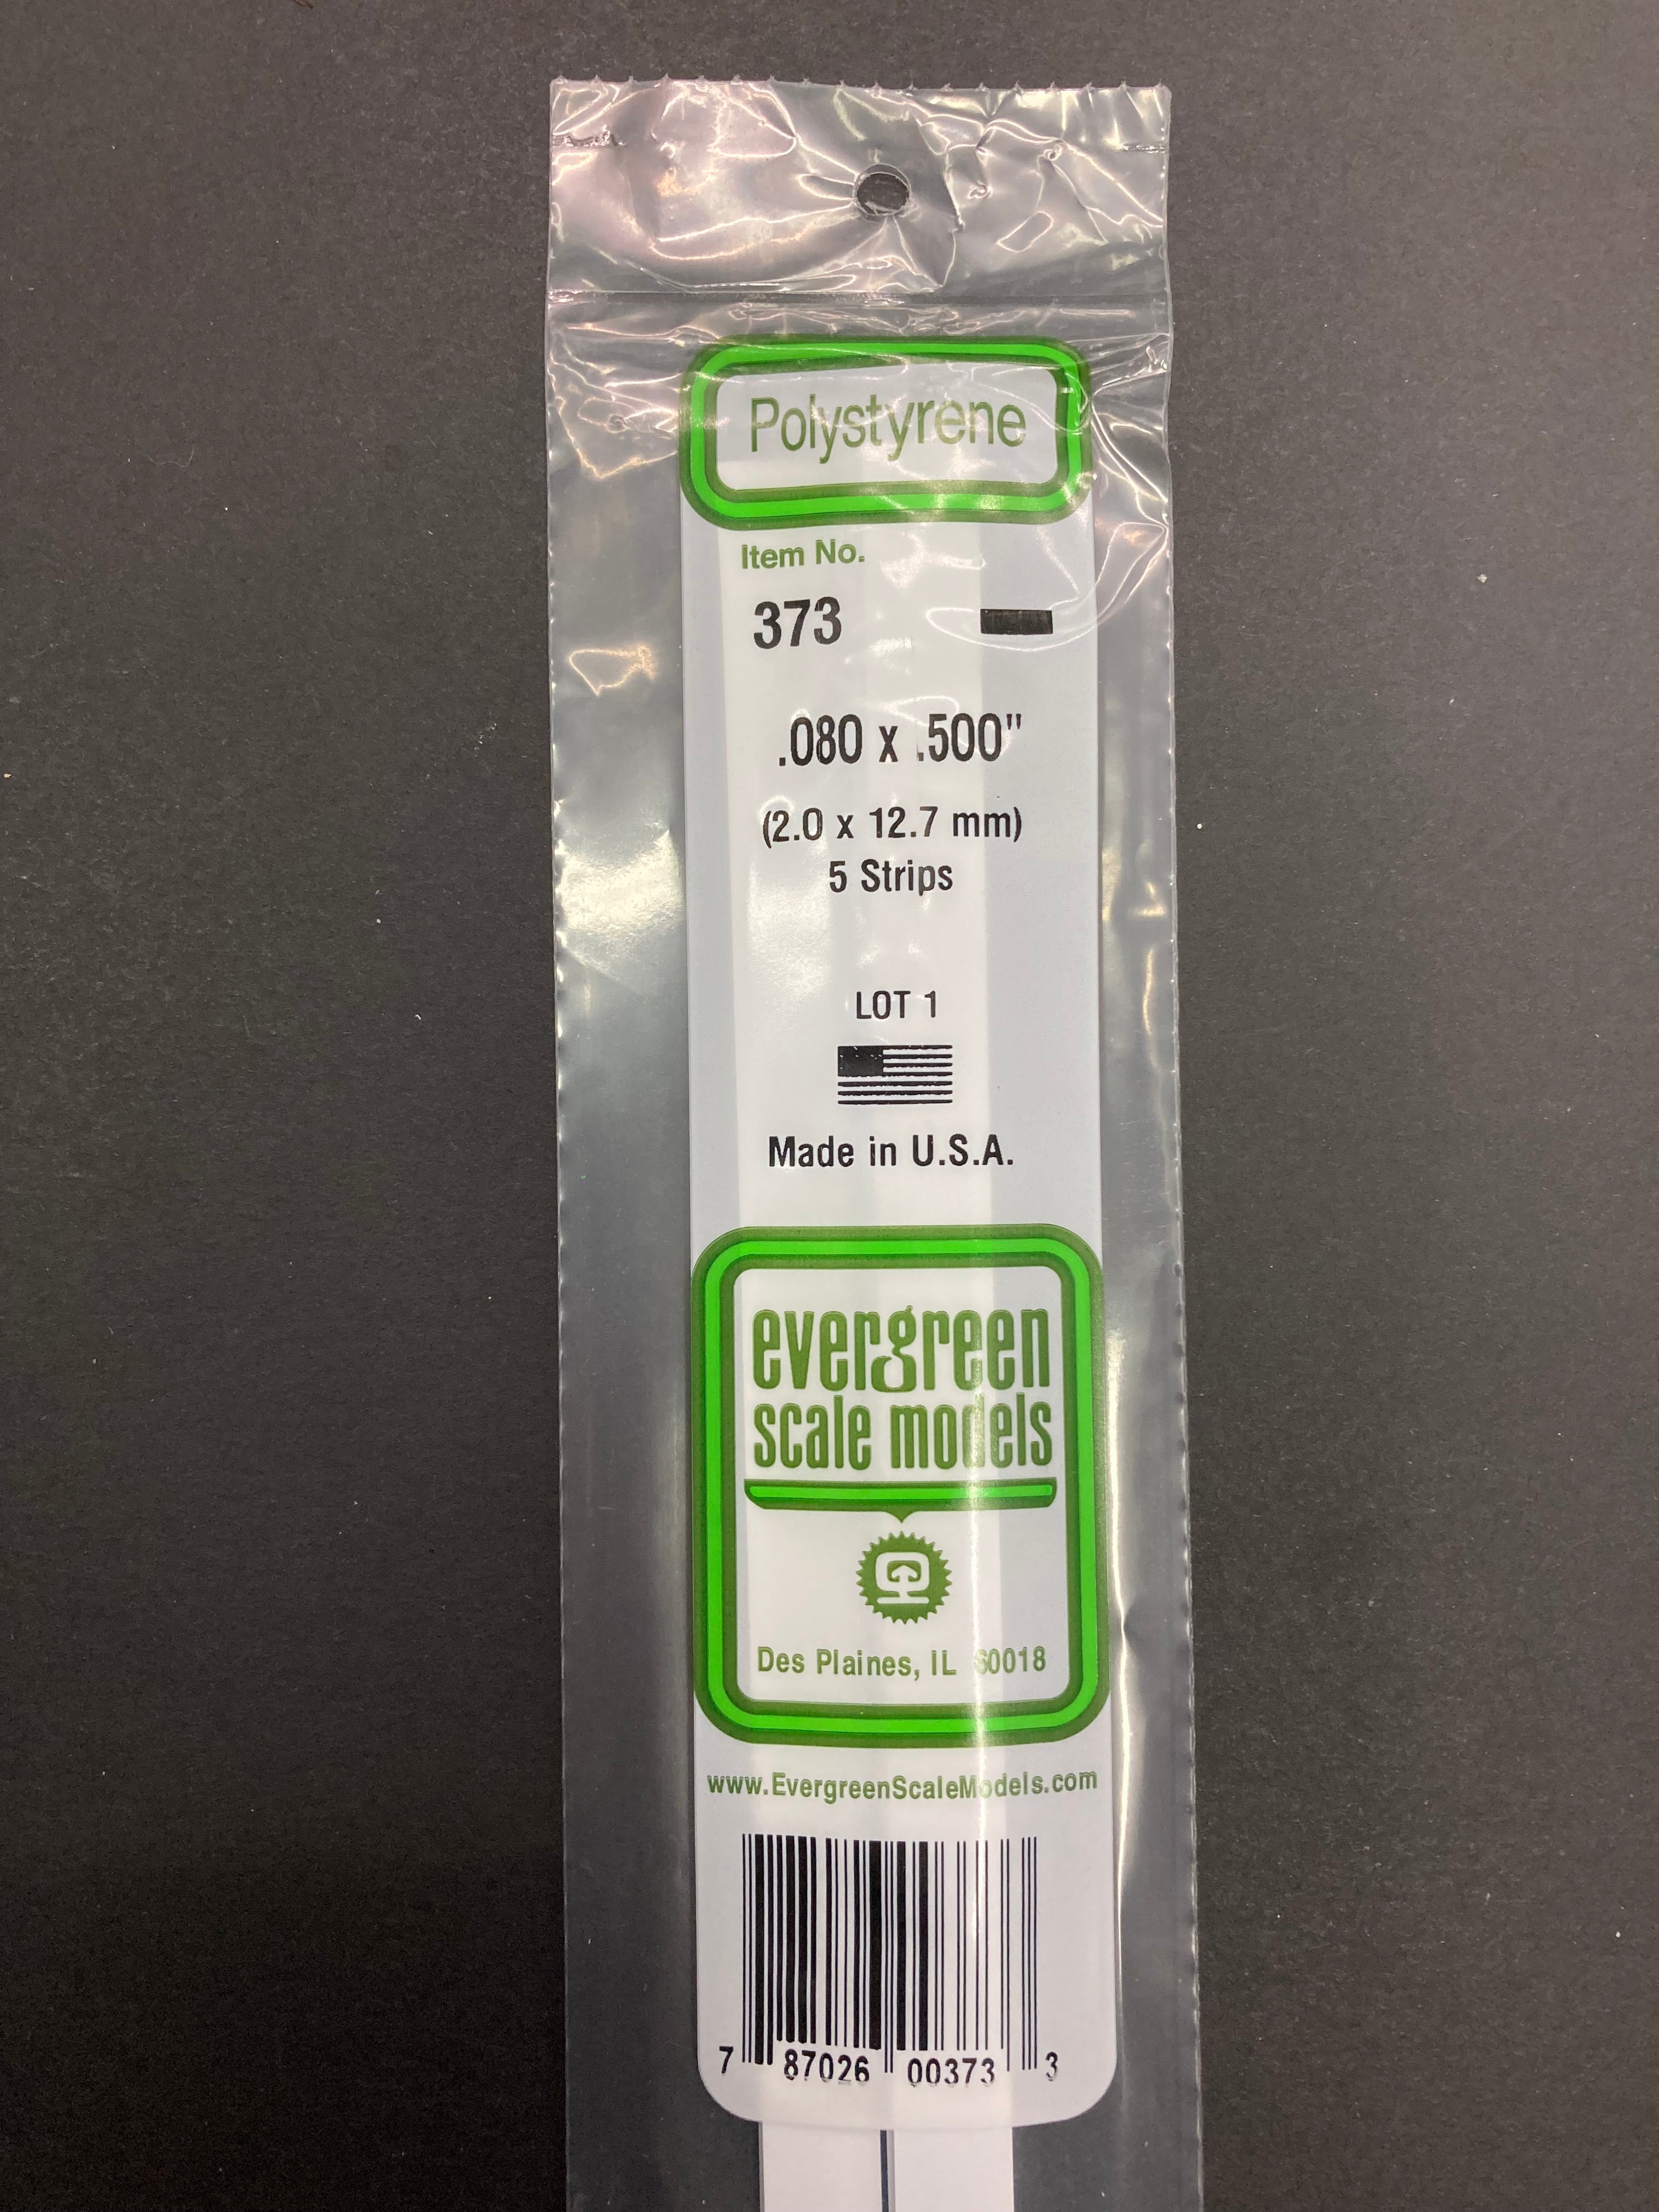 Polystyrene
Item No.
373
.080 x .500"
(2.0 x 12.7 mm)
5 Strips
LOT 1
Made in U.S.A.
evergreen
scale models
Des Plaines, IL 60018
www.EvergreenScaleModels.com
7 87026 00373 3